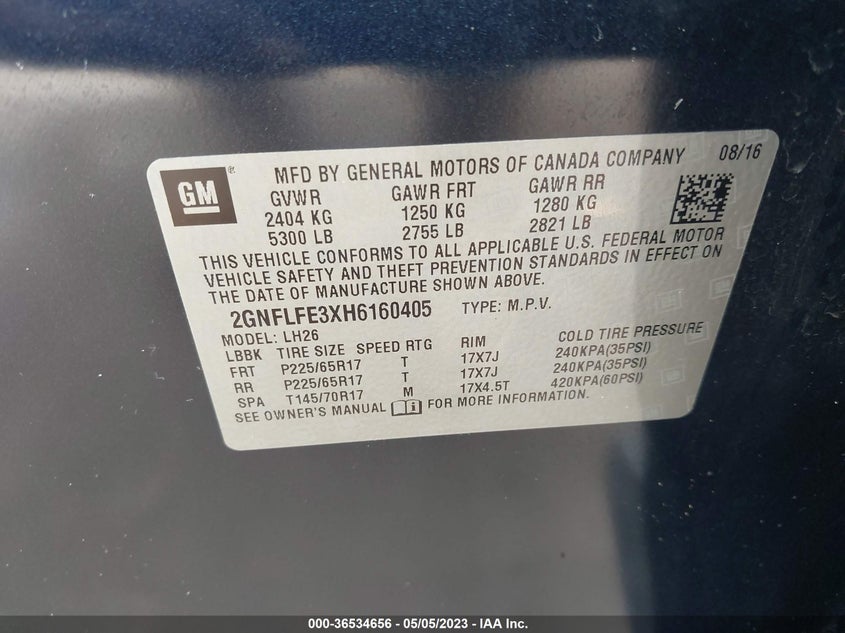 GM ® MFD BY GENERAL MOTORS OF CANADA COMPANY 08/16
GVWR GAWR FRT GAWR RR
2404 KG 1250 KG 1280 KG
5300 LB 2755 LB 2821 LB
THIS VEHICLE CONFORMS TO ALL APPLICABLE U.S. FEDERAL MOTOR
VEHICLE SAFETY AND THEFT PREVENTION STANDARDS IN EFFECT ON
THE DATE OF MANUFACTURE SHOWN ABOVE.
2GNFLFE3XH6160405 TYPE: M.P.V.
MODEL: LH26
LBBK TIRE SIZE SPEED RTG RIM COLD TIRE PRESSURE
FRT P225/65R17 T 17X7J 240KPA(35PSI)
RR P225/65R17 T 17X7J 240KPA(35PSI)
SPA T145/70R17 M 17X4.5T 420KPA(60PSI)
SEE OWNER'S MANUAL FOR MORE INFORMATION.
000-36534656 - 05/05/2023 - IAA Inc.